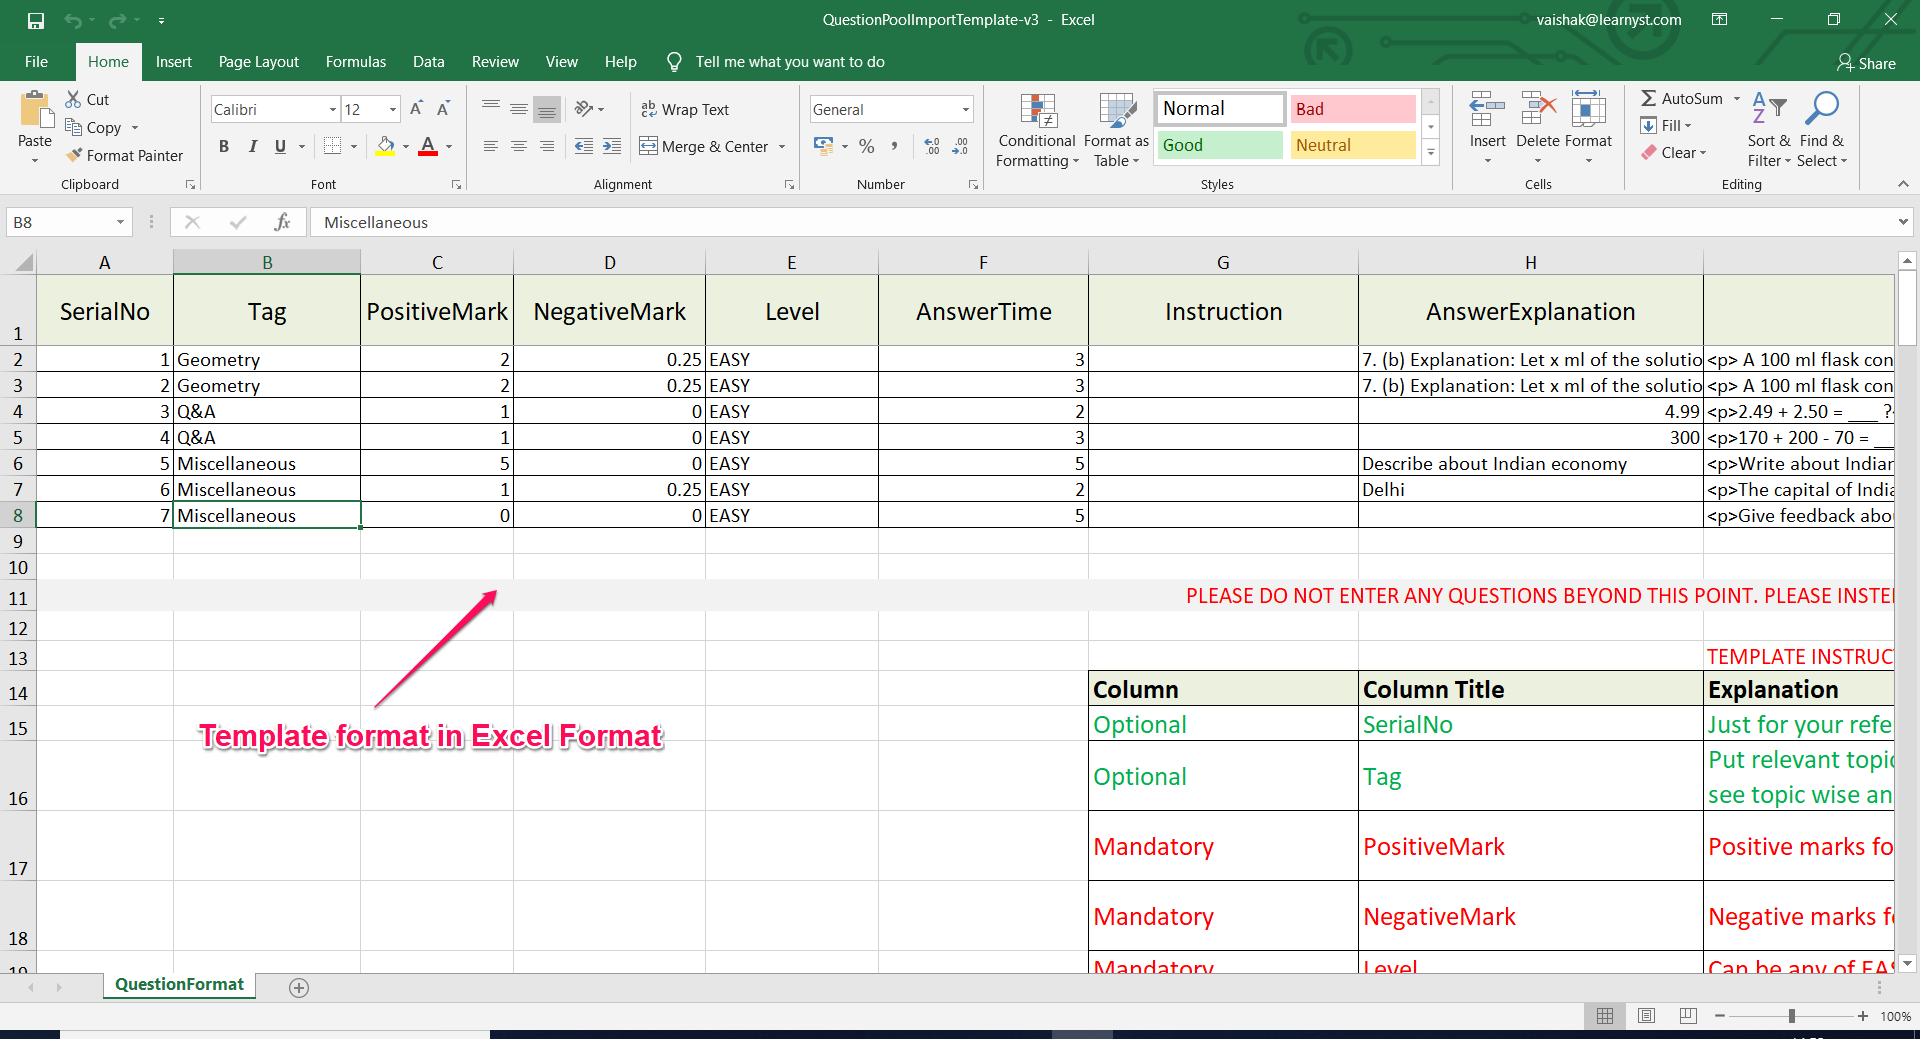 QuestionPoolImportTemplate-v3 - Excel
vaishak@learnyst.com
File Home Insert Page Layout Formulas Data Review View Help Tell me what you want to do
Share
Paste
Cut
Copy
Format Painter
Clipboard
Calibri 12
B I U
Font
Wrap Text
Merge & Center
Alignment
General
Number
Conditional Formatting
Format as Table
Normal Bad
Good Neutral
Styles
Insert Delete Format
Cells
AutoSum
Fill
Clear
Sort & Filter
Find & Select
Editing
B8 fx Miscellaneous
A B C D E F G H
1 SerialNo Tag PositiveMark NegativeMark Level AnswerTime Instruction AnswerExplanation
2 1 Geometry 2 0.25 EASY 3 7. (b) Explanation: Let x ml of the solutio <p> A 100 ml flask con
3 2 Geometry 2 0.25 EASY 3 7. (b) Explanation: Let x ml of the solutio <p> A 100 ml flask con
4 3 Q&A 1 0 EASY 2 4.99 <p>2.49 + 2.50 = ___ ?
5 4 Q&A 1 0 EASY 3 300 <p>170 + 200 - 70 = __
6 5 Miscellaneous 5 0 EASY 5 Describe about Indian economy <p>Write about Indian
7 6 Miscellaneous 1 0.25 EASY 2 Delhi <p>The capital of India
8 7 Miscellaneous 0 0 EASY 5 <p>Give feedback abo
9
10
11 PLEASE DO NOT ENTER ANY QUESTIONS BEYOND THIS POINT. PLEASE INSTE
12
13 TEMPLATE INSTRUC
14 Column Column Title Explanation
15 Optional SerialNo Just for your refe
Template format in Excel Format
16 Optional Tag Put relevant topic
see topic wise an
17 Mandatory PositiveMark Positive marks fo
18 Mandatory NegativeMark Negative marks fo
19 Mandatory Level Can be any of EAS
QuestionFormat
100%